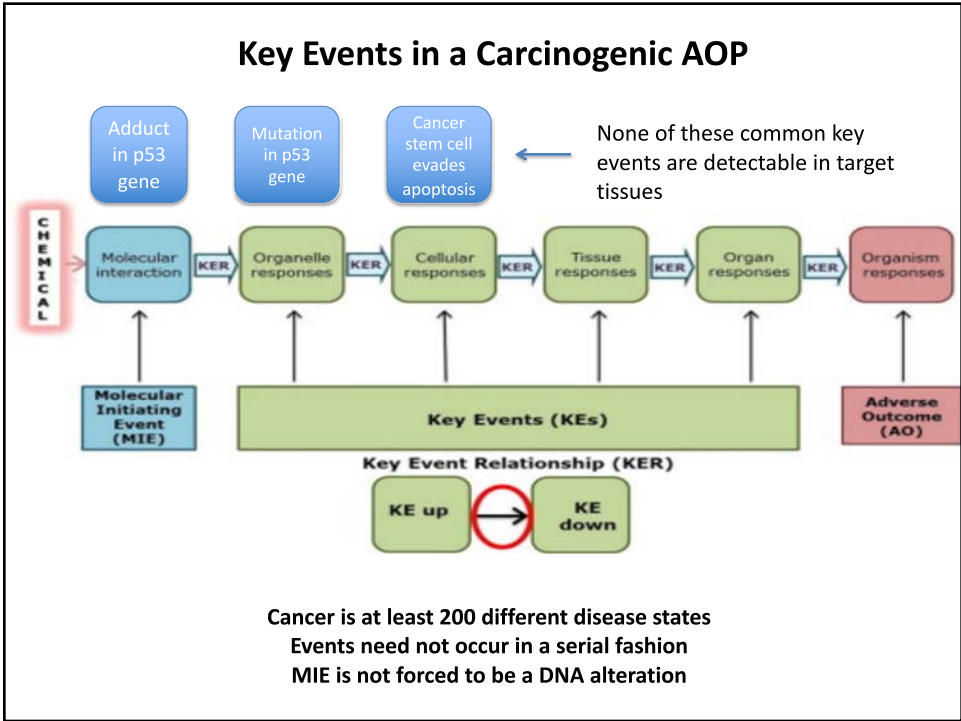 Key Events in a Carcinogenic AOP
Adduct
in p53
gene
Mutation
in p53
gene
Cancer
stem cell
evades
apoptosis
None of these common key
events are detectable in target
tissues
CHEMICAL
Molecular
interaction
KER
Organelle
responses
KER
Cellular
responses
KER
Tissue
responses
KER
Organ
responses
KER
Organism
responses
Molecular
Initiating
Event
(MIE)
Key Events (KEs)
Adverse
Outcome
(AO)
Key Event Relationship (KER)
KE up
KE
down
Cancer is at least 200 different disease states
Events need not occur in a serial fashion
MIE is not forced to be a DNA alteration